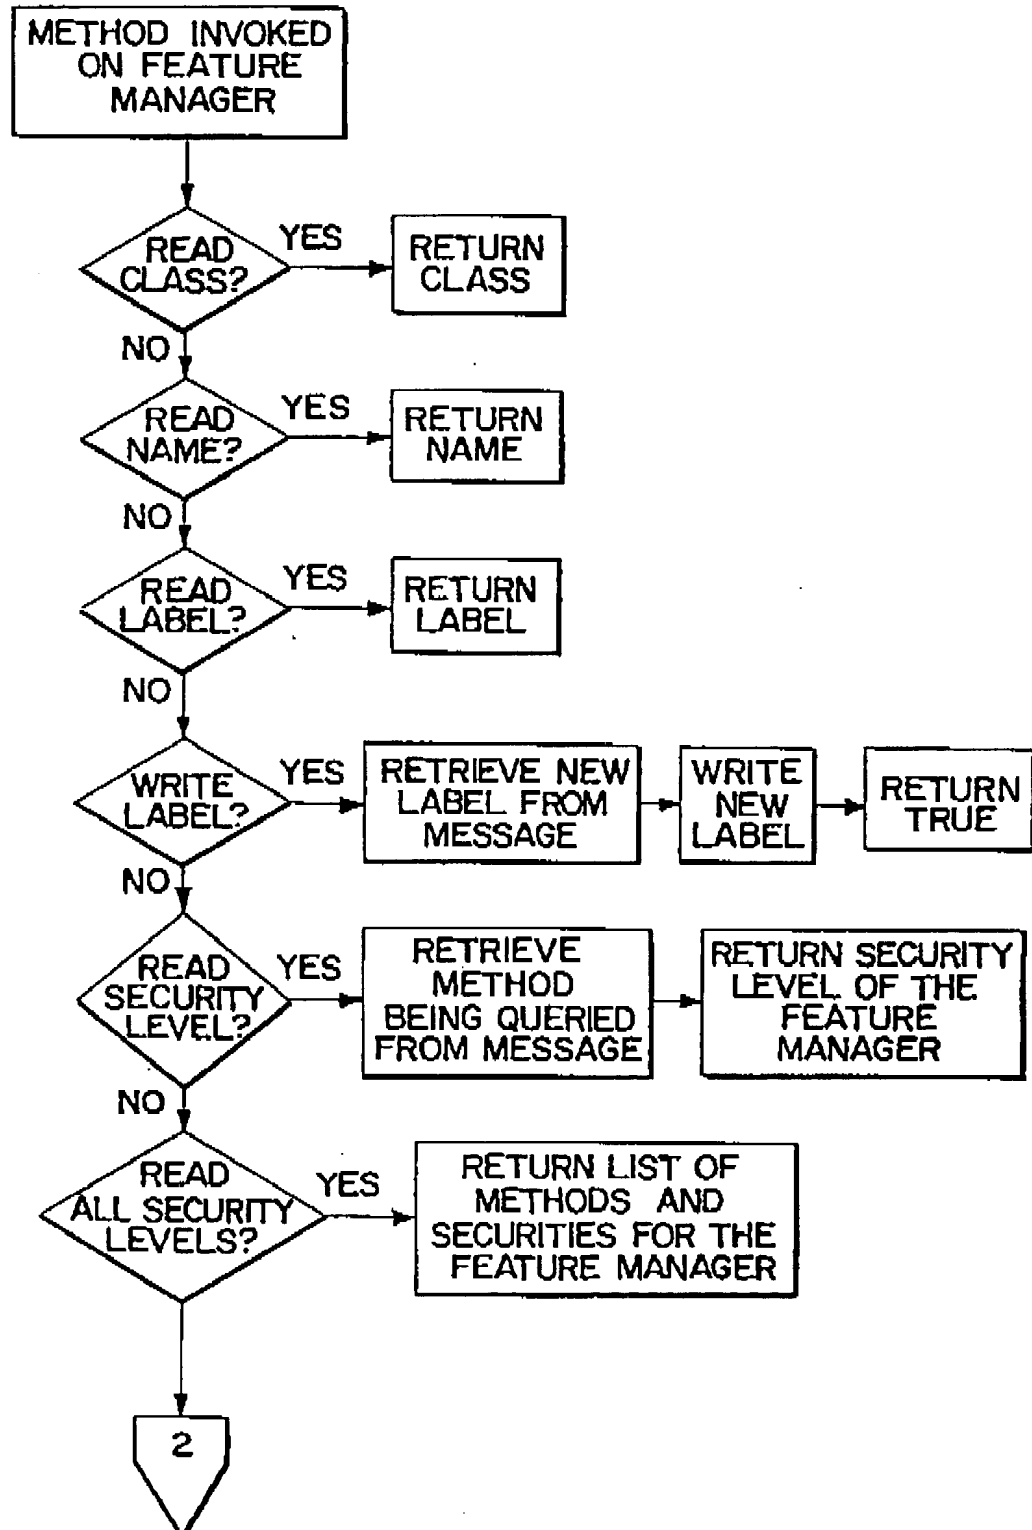 METHOD INVOKED
ON FEATURE
MANAGER
READ
CLASS?
YES
RETURN
CLASS
NO
READ
NAME?
YES
RETURN
NAME
NO
READ
LABEL?
YES
RETURN
LABEL
NO
WRITE
LABEL?
YES
RETRIEVE NEW
LABEL FROM
MESSAGE
WRITE
NEW
LABEL
RETURN
TRUE
NO
READ
SECURITY
LEVEL?
YES
RETRIEVE
METHOD
BEING QUERIED
FROM MESSAGE
RETURN SECURITY
LEVEL OF THE
FEATURE
MANAGER
NO
READ
ALL SECURITY
LEVELS?
YES
RETURN LIST OF
METHODS AND
SECURITIES FOR THE
FEATURE MANAGER
2